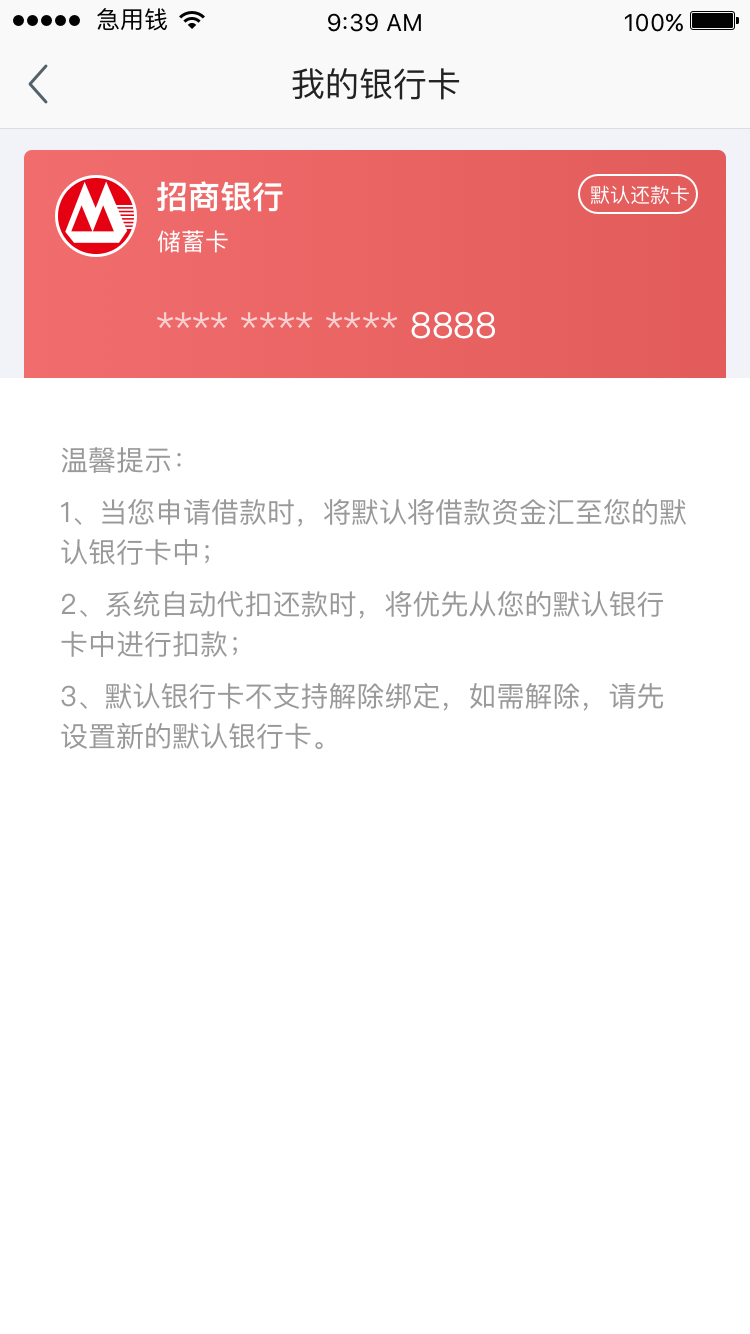 急用钱 9:39 AM 100%
我的银行卡
招商银行 默认还款卡
储蓄卡
**** **** **** 8888
温馨提示：
1、当您申请借款时，将默认将借款资金汇至您的默
认银行卡中；
2、系统自动代扣还款时，将优先从您的默认银行
卡中进行扣款；
3、默认银行卡不支持解除绑定，如需解除，请先
设置新的默认银行卡。